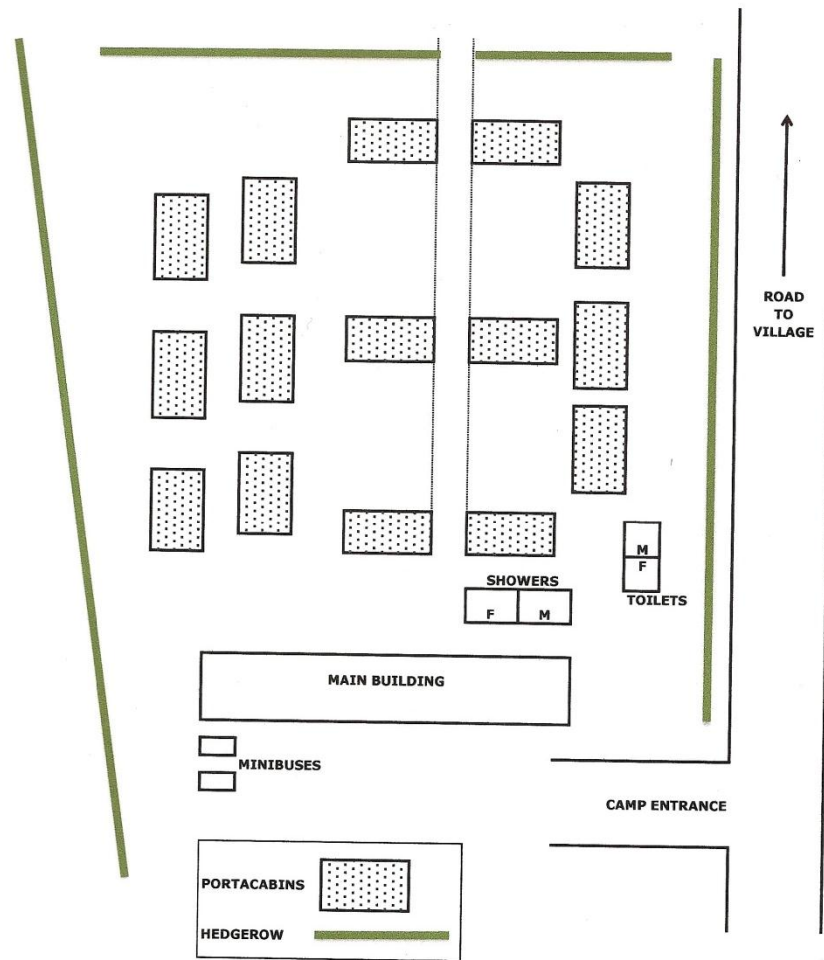 ROAD
TO
VILLAGE
M
F
TOILETS
SHOWERS
F M
MAIN BUILDING
MINIBUSES
CAMP ENTRANCE
PORTACABINS
HEDGEROW